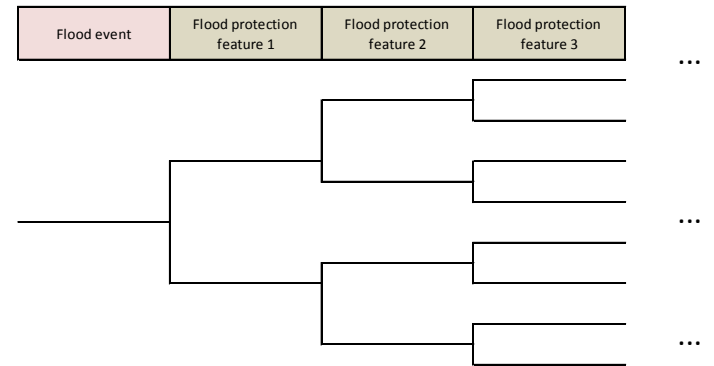 Flood event
Flood protection
feature 1
Flood protection
feature 2
Flood protection
feature 3
...
...
...